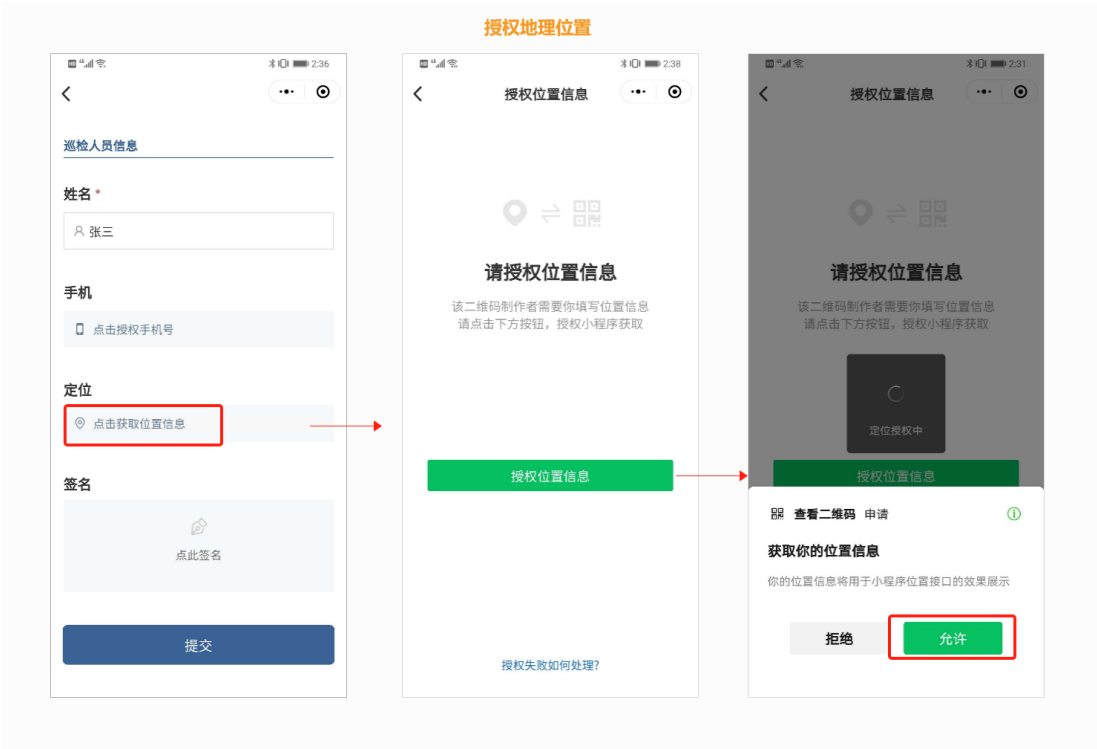 授权地理位置
2:36
巡检人员信息
姓名 *
张三
手机
点击授权手机号
定位
点击获取位置信息
签名
点此签名
提交
2:38
授权位置信息
请授权位置信息
该二维码制作者需要你填写位置信息
请点击下方按钮，授权小程序获取
授权位置信息
授权失败如何处理?
2:31
授权位置信息
请授权位置信息
该二维码制作者需要你填写位置信息
请点击下方按钮，授权小程序获取
定位授权中
授权位置信息
查看二维码 申请
获取你的位置信息
你的位置信息将用于小程序位置接口的效果展示
拒绝
允许